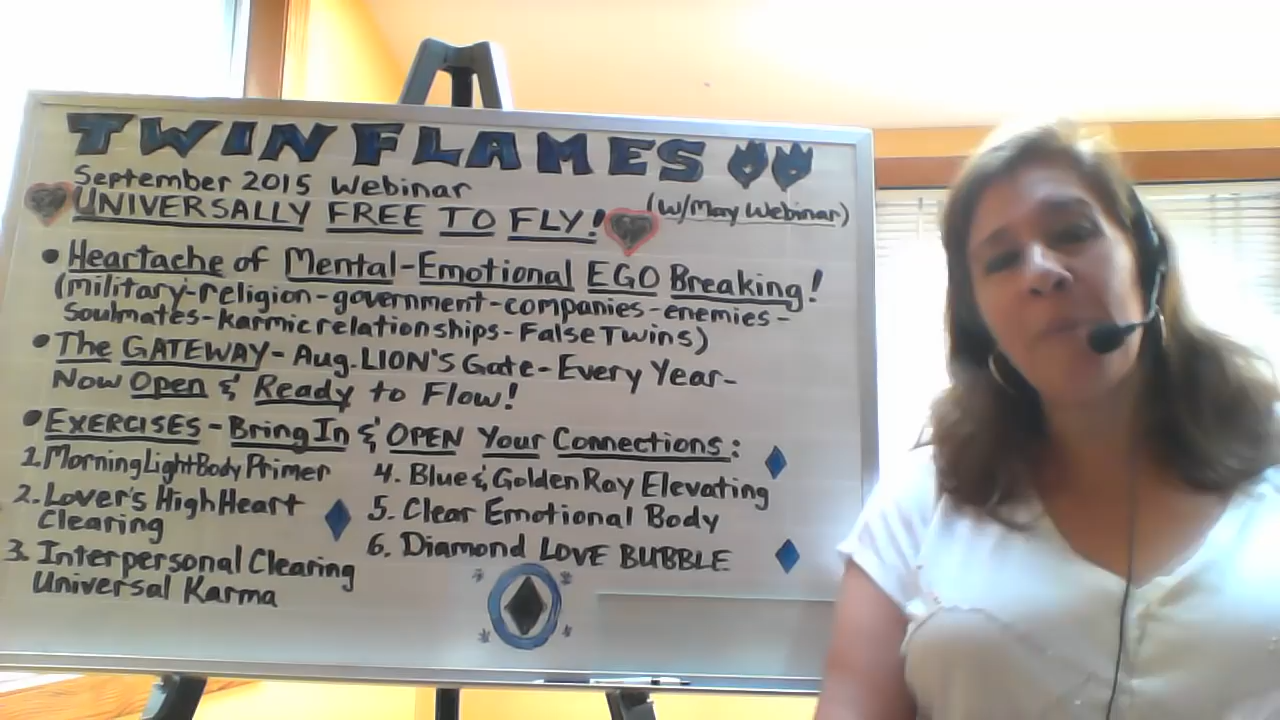 TWIN FLAMES
September 2015 Webinar
UNIVERSALLY FREE TO FLY!
(w/May Webinar)
• Heartache of Mental-Emotional EGO Breaking!
(military-religion-government-companies-enemies-
Soulmates-karmic relationships-False Twins)
• The GATEWAY- Aug. LION'S Gate- Every Year-
Now Open & Ready to Flow!
• EXERCISES - Bring In & OPEN Your Connections:
1. Morning LightBody Primer
2. Lover's High Heart
Clearing
3. Interpersonal Clearing
Universal Karma
4. Blue & Golden Ray Elevating
5. Clear Emotional Body
6. Diamond LOVE BUBBLE